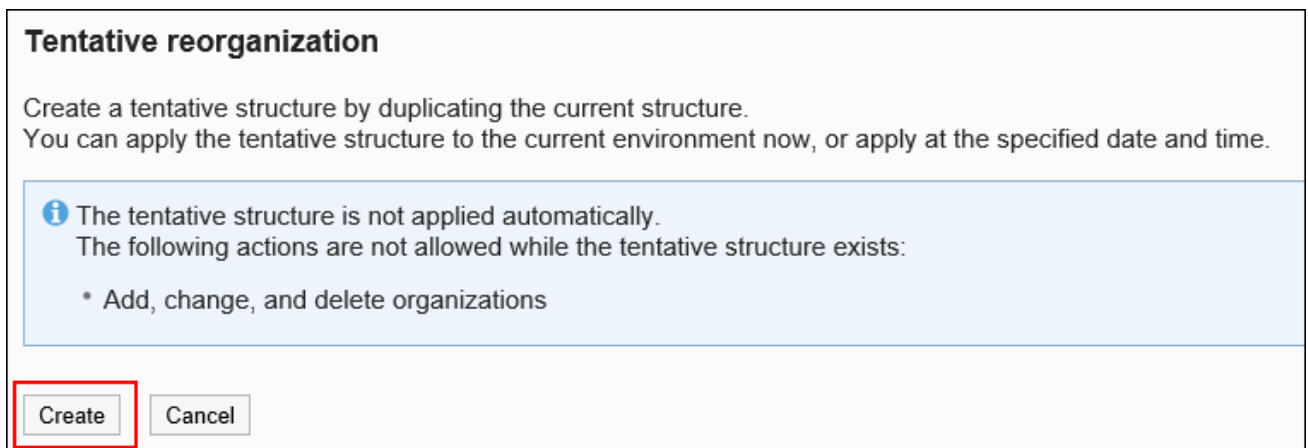 Tentative reorganization
Create a tentative structure by duplicating the current structure.
You can apply the tentative structure to the current environment now, or apply at the specified date and time.
The tentative structure is not applied automatically.
The following actions are not allowed while the tentative structure exists:
• Add, change, and delete organizations
Create Cancel